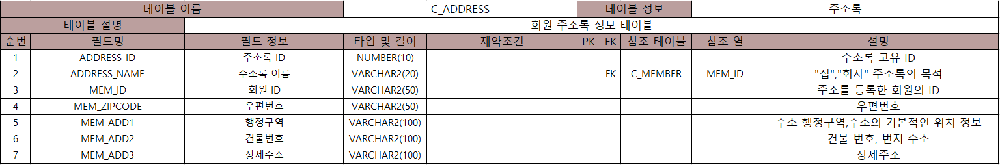 테이블 이름 C_ADDRESS 테이블 정보 주소록
테이블 설명 회원 주소록 정보 테이블
순번 필드명 필드 정보 타입 및 길이 제약조건 PK FK 참조 테이블 참조 열 설명
1 ADDRESS_ID 주소록 ID NUMBER(10) 주소록 고유 ID
2 ADDRESS_NAME 주소록 이름 VARCHAR2(20) FK C_MEMBER MEM_ID "집","회사" 주소록의 목적
3 MEM_ID 회원 ID VARCHAR2(50) 주소를 등록한 회원의 ID
4 MEM_ZIPCODE 우편번호 VARCHAR2(50) 우편번호
5 MEM_ADD1 행정구역 VARCHAR2(100) 주소 행정구역,주소의 기본적인 위치 정보
6 MEM_ADD2 건물번호 VARCHAR2(100) 건물 번호, 번지 주소
7 MEM_ADD3 상세주소 VARCHAR2(100) 상세주소